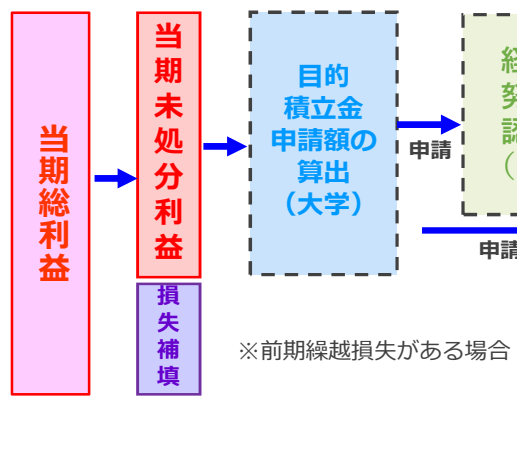 当期総利益
当期未処分利益
損失補填
目的
積立金
申請額の
算出
（大学）
申請
申請
※前期繰越損失がある場合